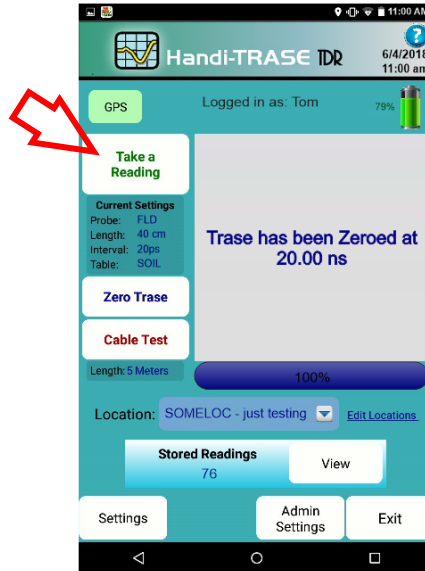 11:00 AM
Handi-TRASE TDR
6/4/2018
11:00 am
GPS
Logged in as: Tom
79%
Take a
Reading
Current Settings
Probe: FLD
Length: 40 cm
Interval: 20ps
Table: SOIL
Trase has been Zeroed at
20.00 ns
Zero Trase
Cable Test
Length: 5 Meters
100%
Location: SOMELOC - just testing
Edit Locations
Stored Readings
76
View
Settings
Admin
Settings
Exit